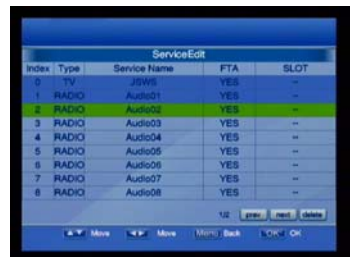 ServiceEdit
Index Type Service Name FTA SLOT
0 TV JSWS YES --
1 RADIO Audio01 YES --
2 RADIO Audio02 YES --
3 RADIO Audio03 YES --
4 RADIO Audio04 YES --
5 RADIO Audio05 YES --
6 RADIO Audio06 YES --
7 RADIO Audio07 YES --
8 RADIO Audio08 YES --
1/2 prev next delete
▲▼ Move ◄► Move Menu Back OK OK